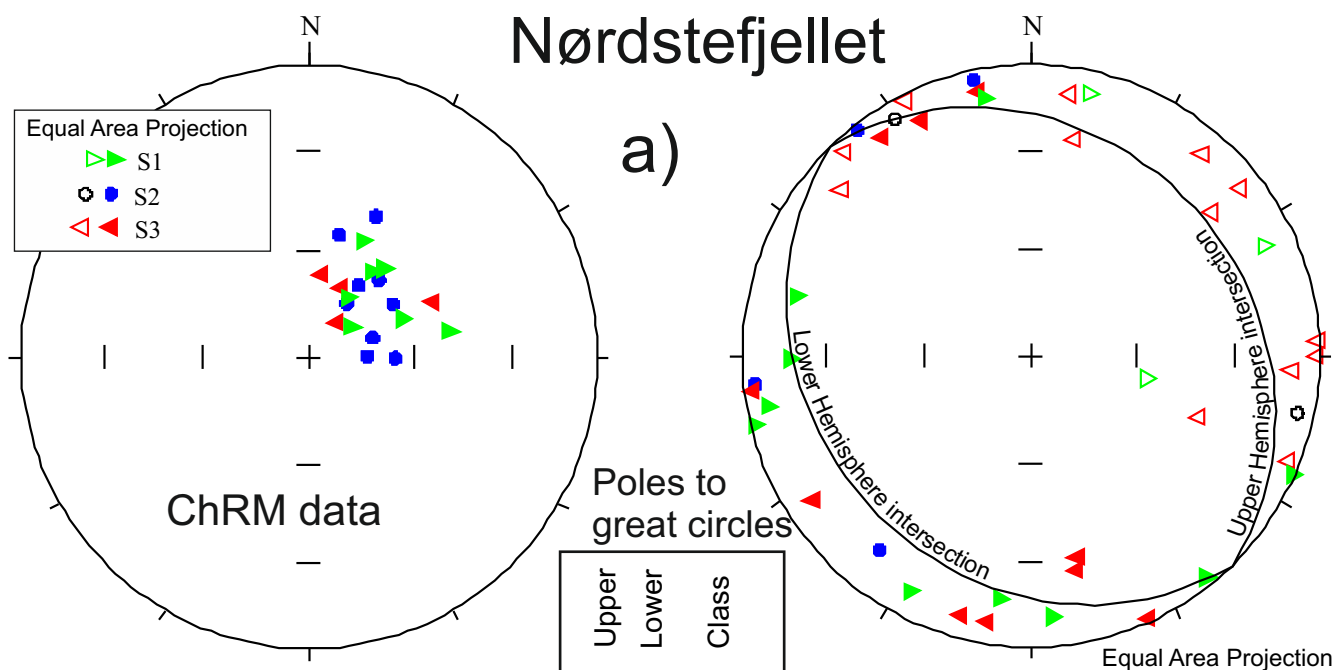 Nørdstefjellet
N
N
Equal Area Projection
S1
S2
S3
a)
Lower Hemisphere intersection
Upper Hemisphere intersection
ChRM data
Poles to
great circles
Upper
Lower
Class
Equal Area Projection